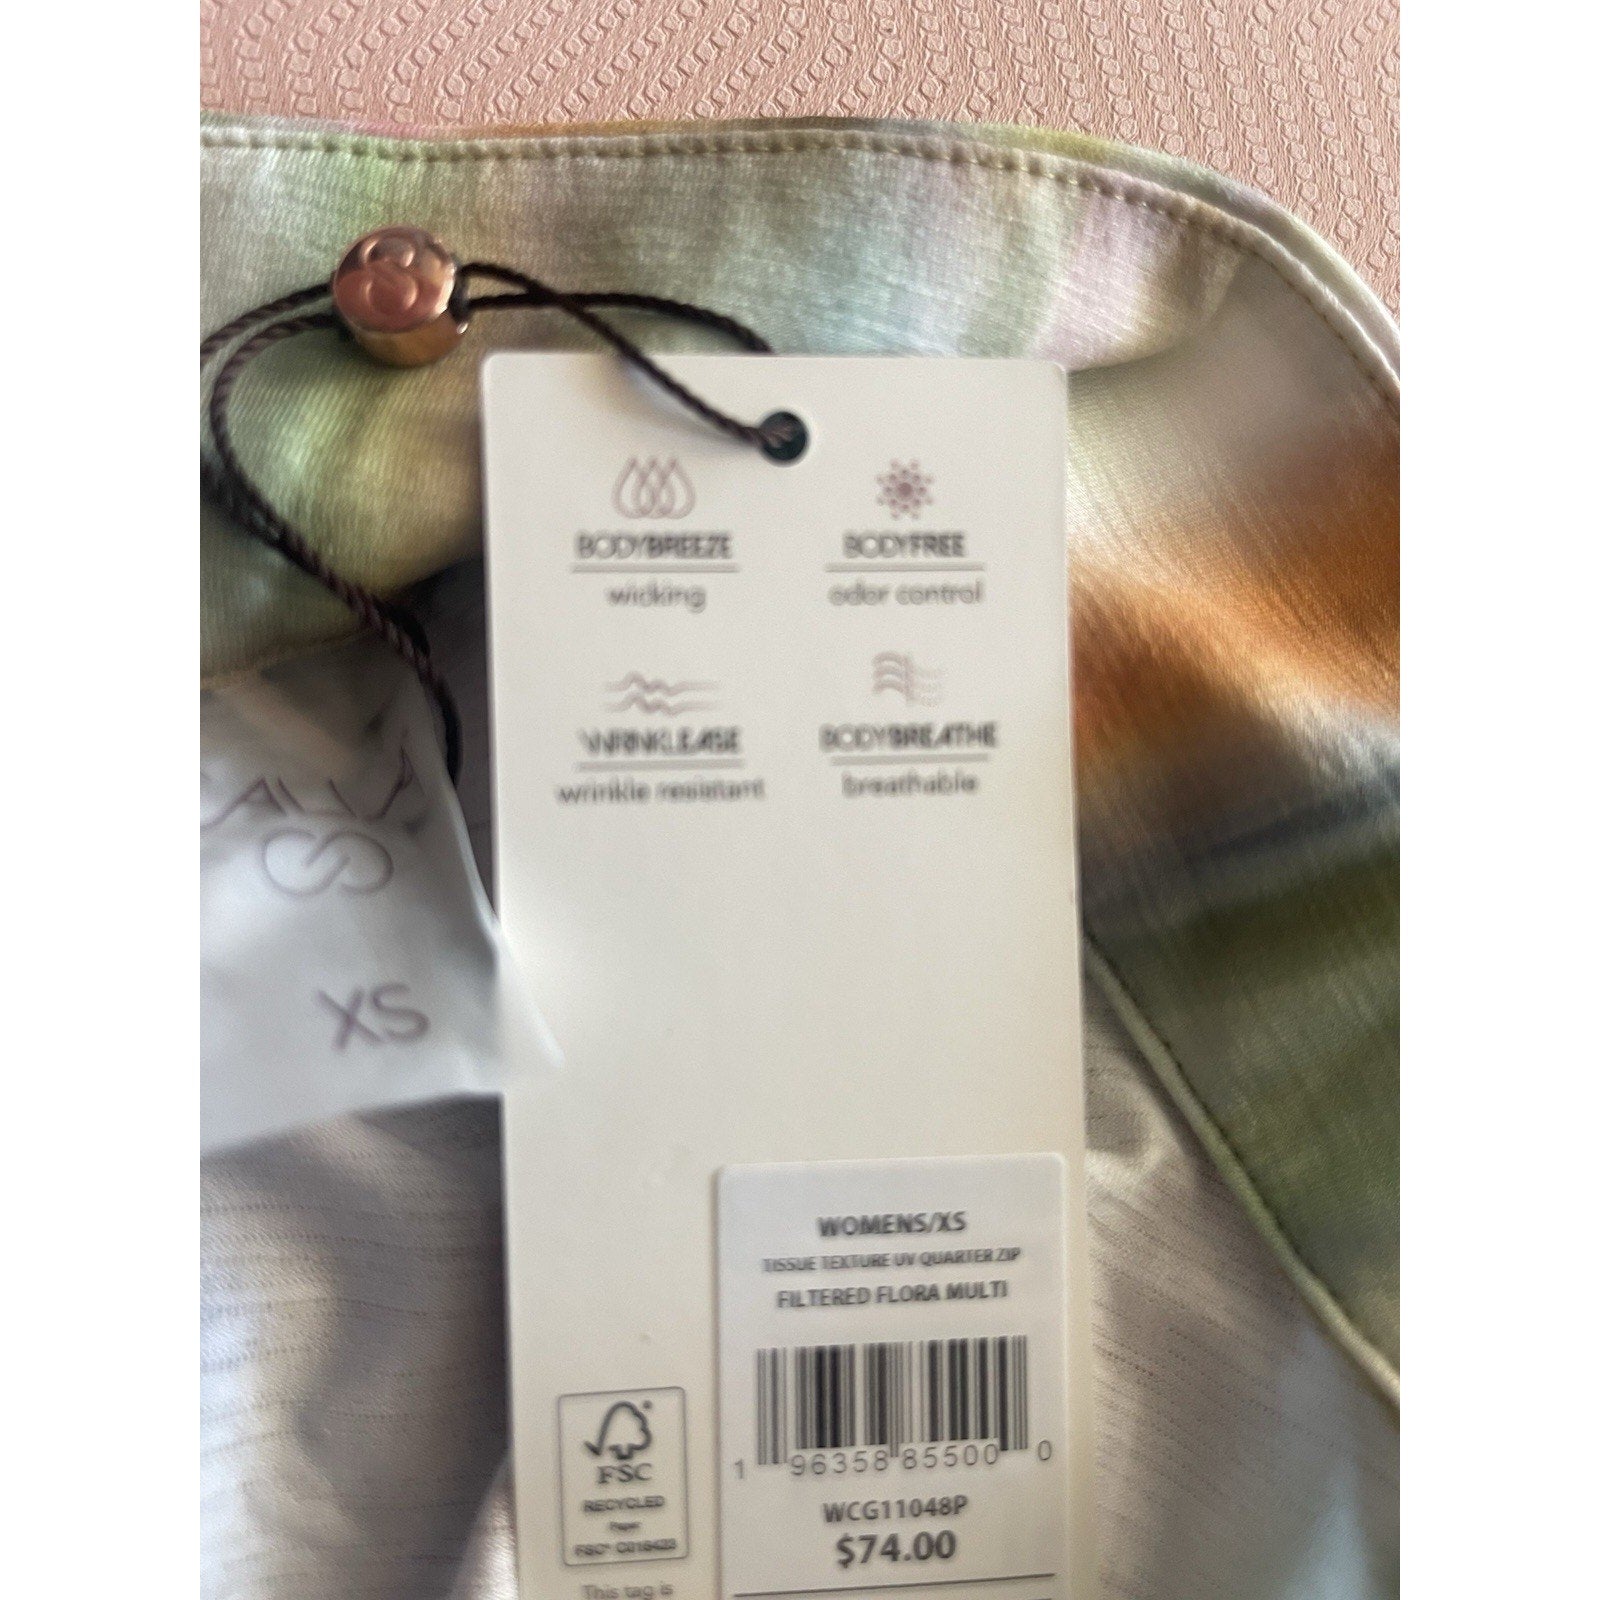 BODYBREEZE
wicking
BODYFREE
odor control
WRINKLEASE
wrinkle resistant
BODYBREATHE
breathable
XS
WOMENS/XS
TISSUE TEXTURE UV QUARTER ZIP
FILTERED FLORA MULTI
1 96358 85500 0
WCG11048P
$74.00
FSC
RECYCLED
Paper
This tag is